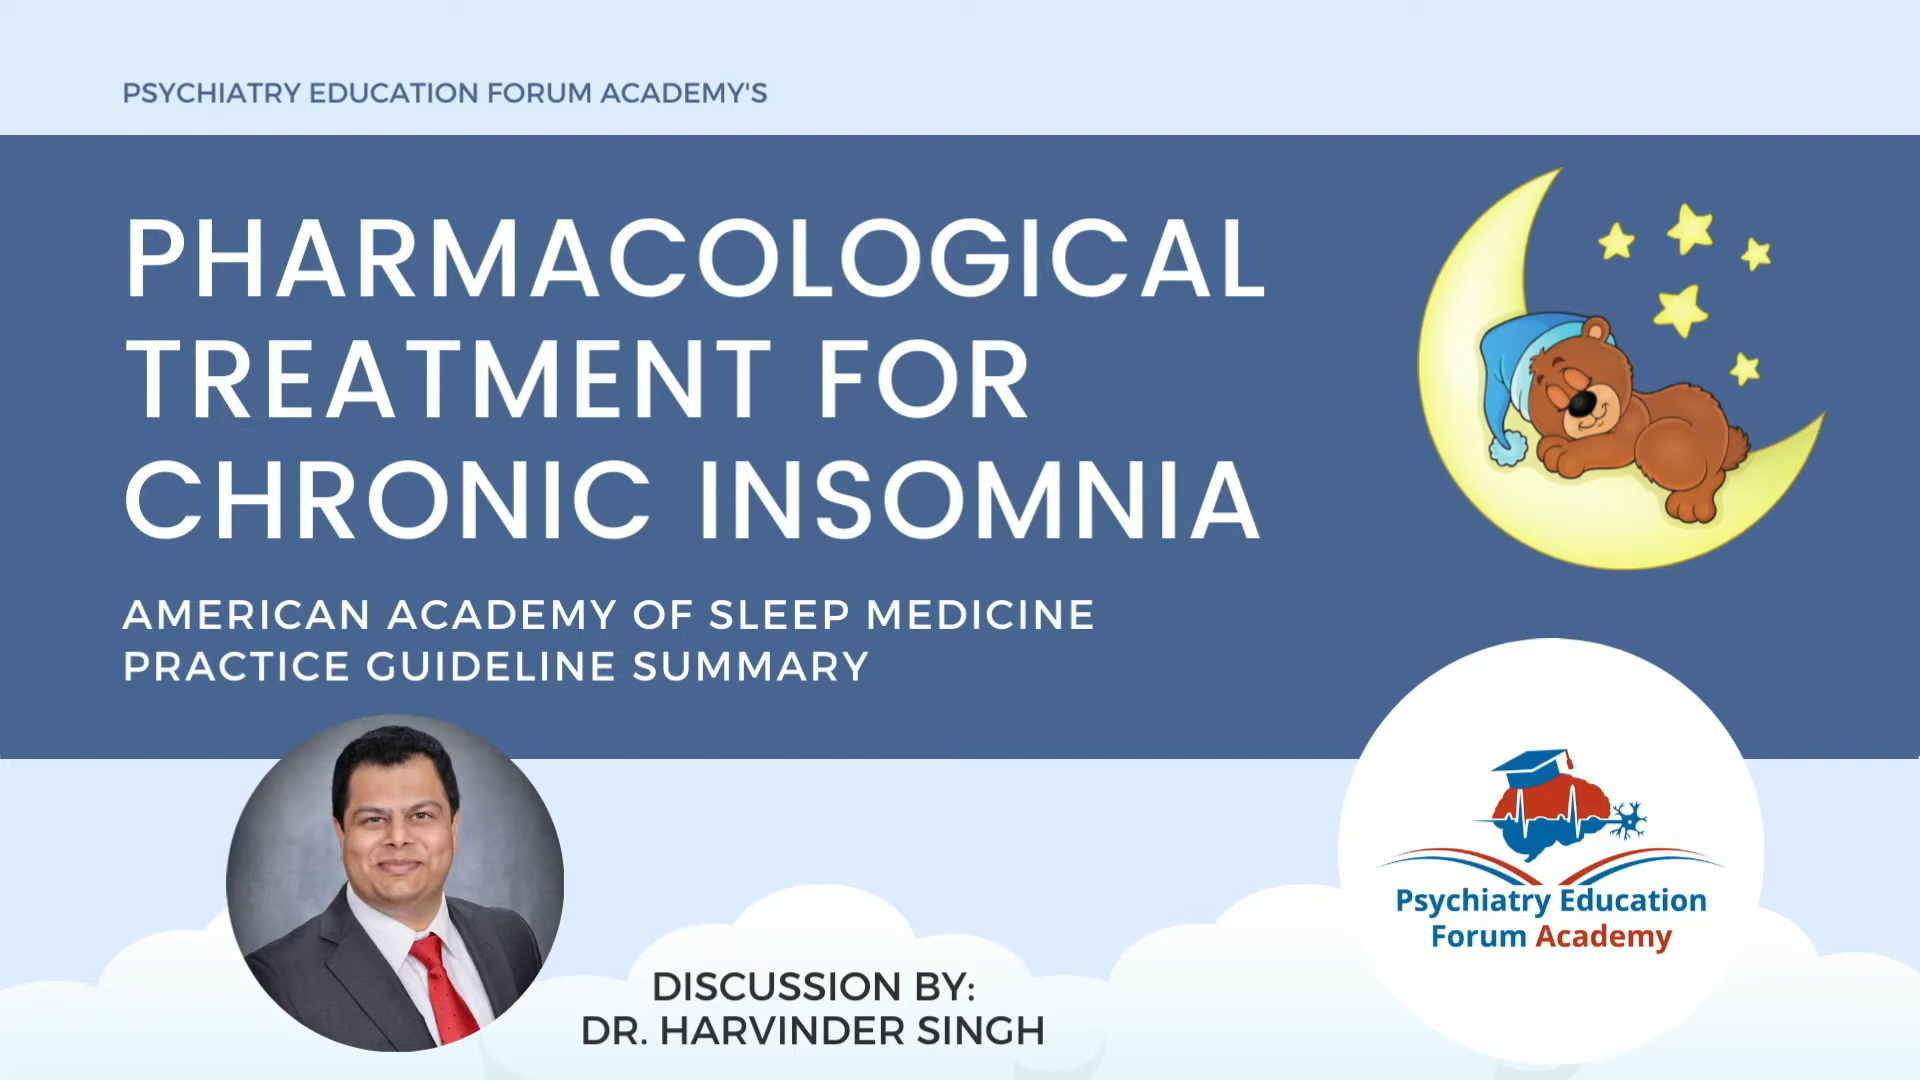 PSYCHIATRY EDUCATION FORUM ACADEMY'S
PHARMACOLOGICAL
TREATMENT FOR
CHRONIC INSOMNIA
AMERICAN ACADEMY OF SLEEP MEDICINE
PRACTICE GUIDELINE SUMMARY
DISCUSSION BY:
DR. HARVINDER SINGH
Psychiatry Education
Forum Academy